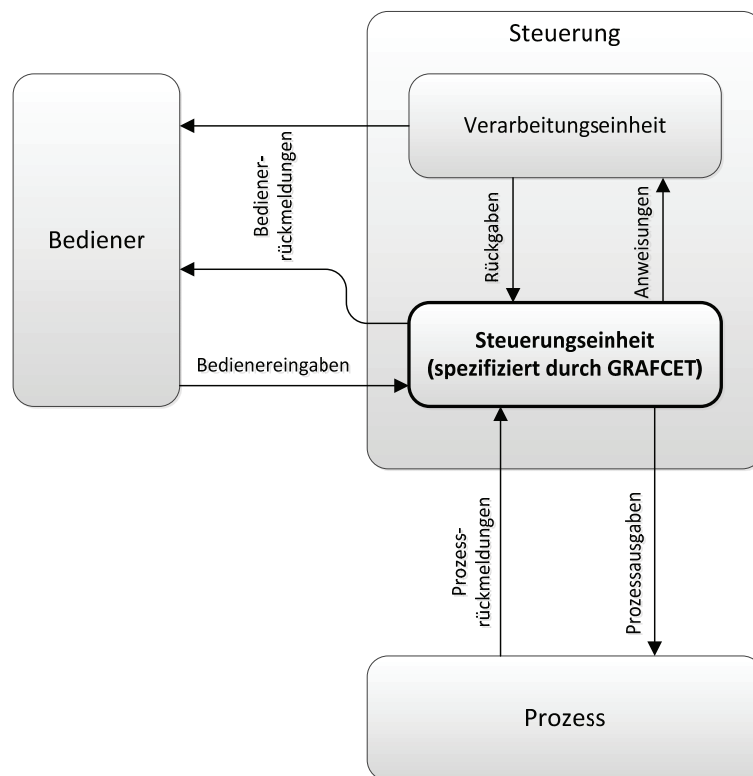 Steuerung
Verarbeitungseinheit
Bediener-
rückmeldungen
Rückgaben
Anweisungen
Bediener
Steuerungseinheit
(spezifiziert durch GRAFCET)
Bedienereingaben
Prozess-
rückmeldungen
Prozessausgaben
Prozess